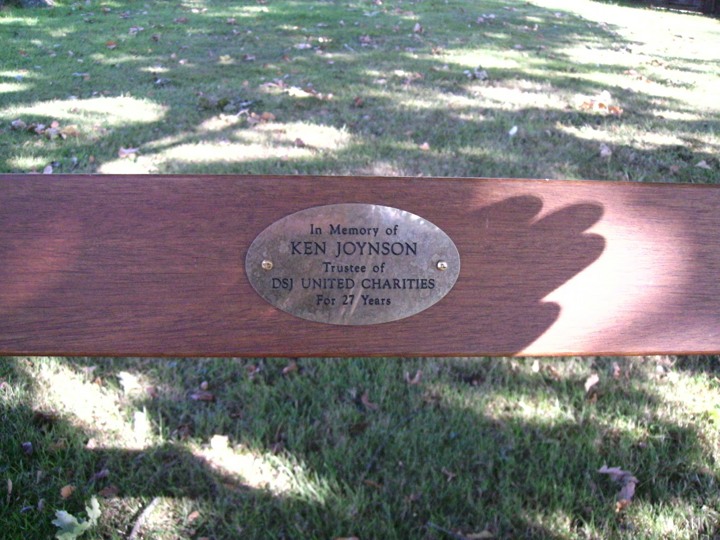 In Memory of
KEN JOYNSON
Trustee of
DSJ UNITED CHARITIES
For 27 Years